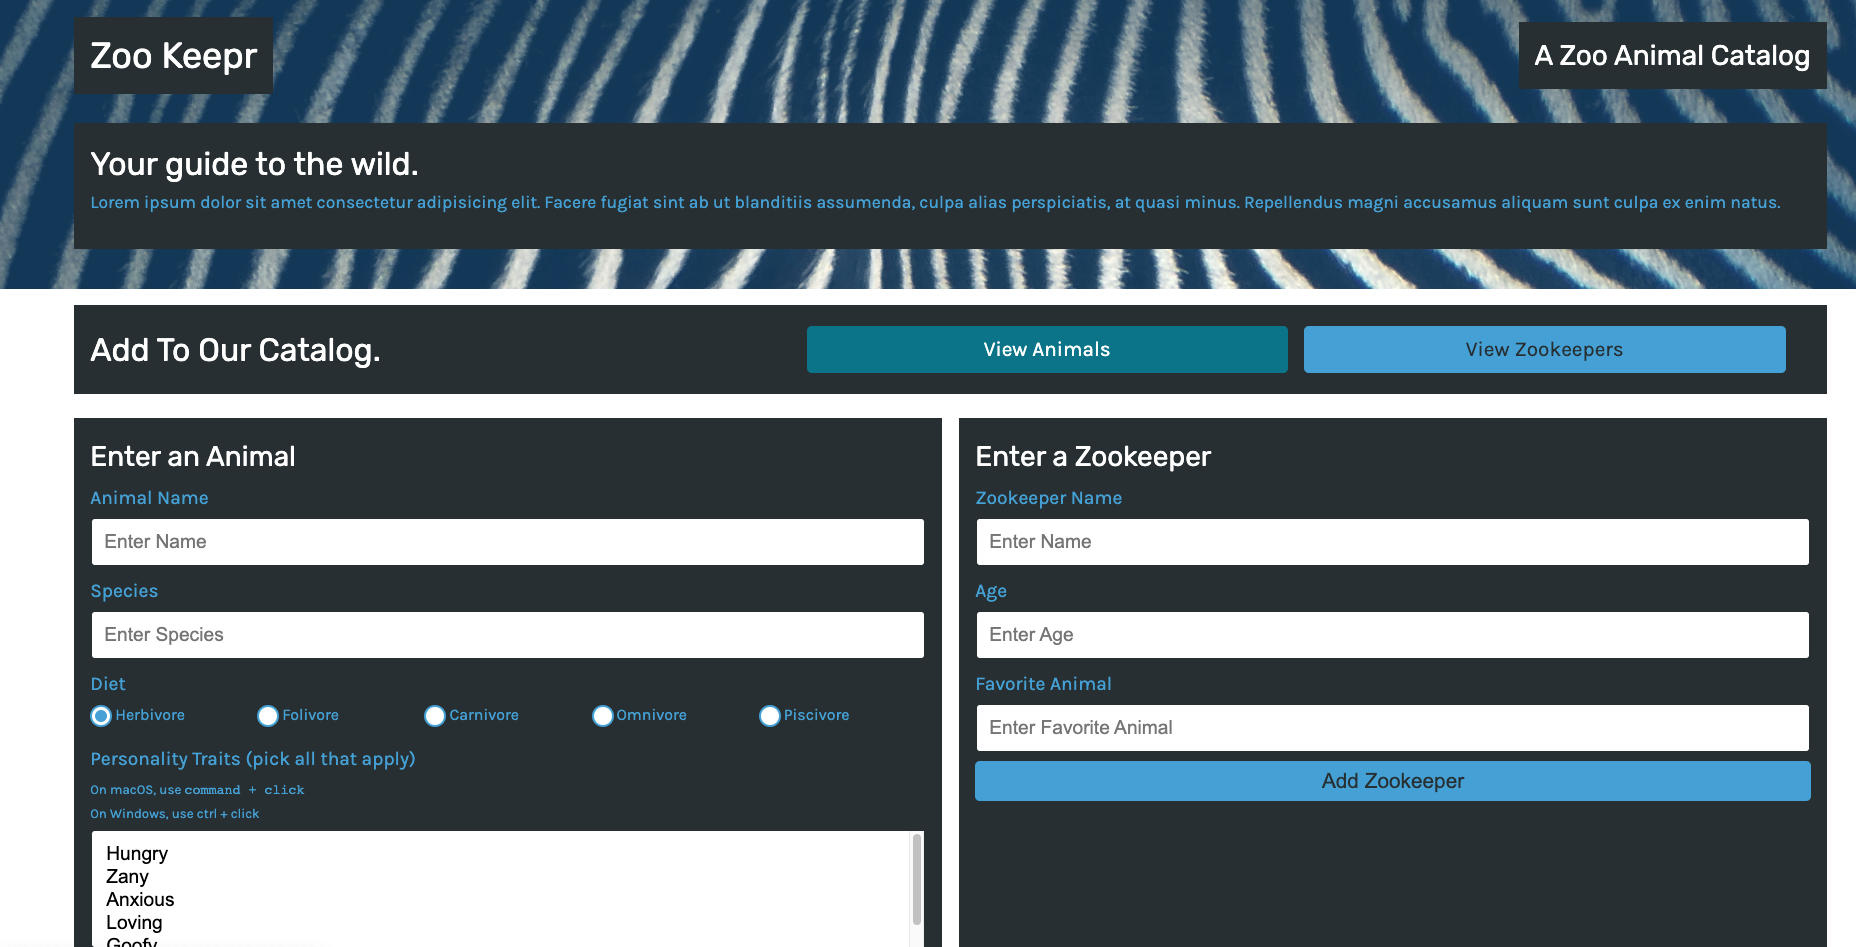 Zoo Keepr
A Zoo Animal Catalog
Your guide to the wild.
Lorem ipsum dolor sit amet consectetur adipisicing elit. Facere fugiat sint ab ut blanditiis assumenda, culpa alias perspiciatis, at quasi minus. Repellendus magni accusamus aliquam sunt culpa ex enim natus.
Add To Our Catalog.
View Animals
View Zookeepers
Enter an Animal
Animal Name
Enter Name
Species
Enter Species
Diet
Herbivore Folivore Carnivore Omnivore Piscivore
Personality Traits (pick all that apply)
On macOS, use command + click
On Windows, use ctrl + click
Hungry
Zany
Anxious
Loving
Goofy
Enter a Zookeeper
Zookeeper Name
Enter Name
Age
Enter Age
Favorite Animal
Enter Favorite Animal
Add Zookeeper